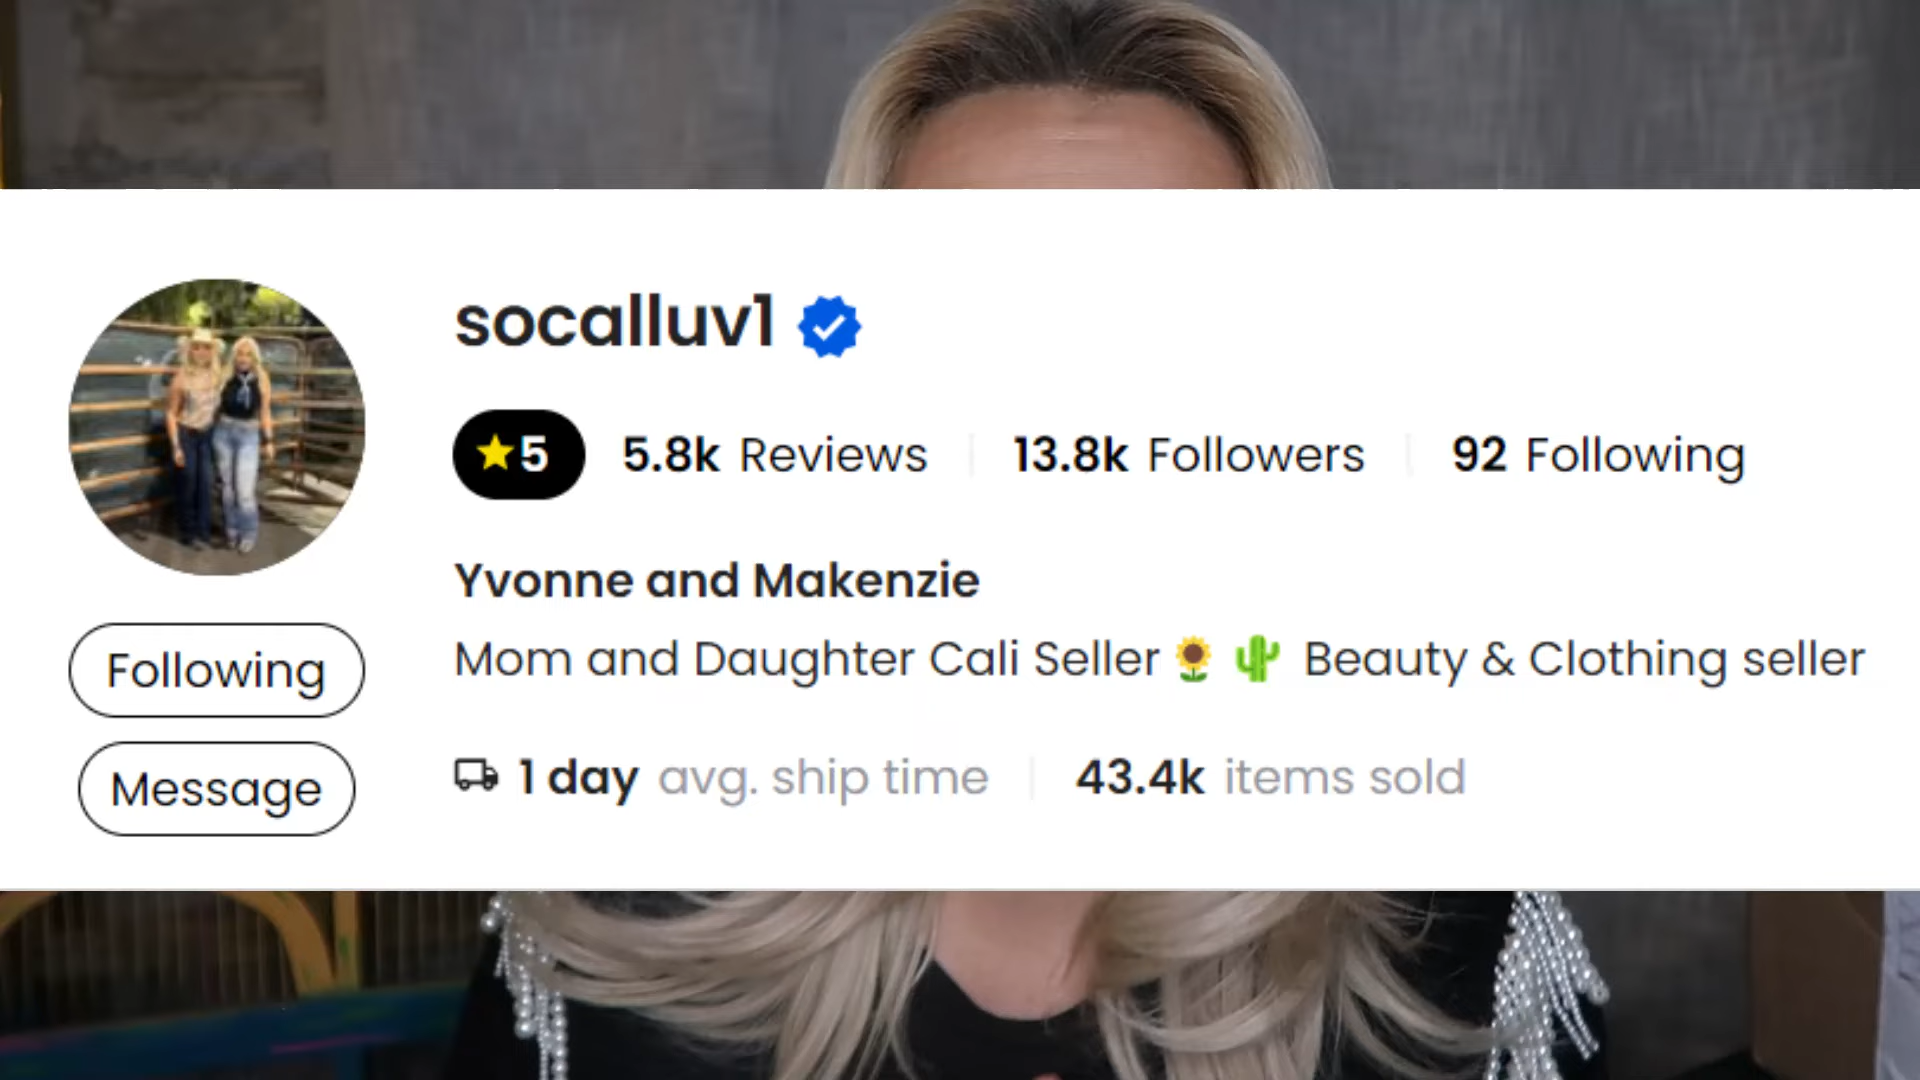 socalluv1
5 5.8k Reviews 13.8k Followers 92 Following
Yvonne and Makenzie
Mom and Daughter Cali Seller🌻🌵 Beauty & Clothing seller
Following
1 day avg. ship time 43.4k items sold
Message